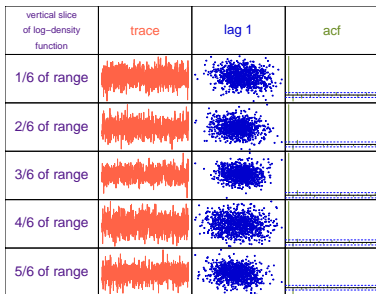 vertical slice
of log−density
function
trace
lag 1
acf
1/6 of range
2/6 of range
3/6 of range
4/6 of range
5/6 of range